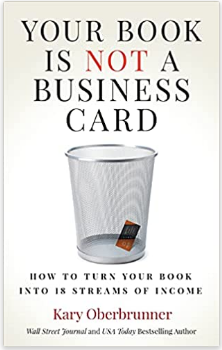 YOUR BOOK
IS NOT A
BUSINESS
CARD
HOW TO TURN YOUR BOOK
INTO 18 STREAMS OF INCOME
Kary Oberbrunner
Wall Street Journal and USA Today Bestselling Author